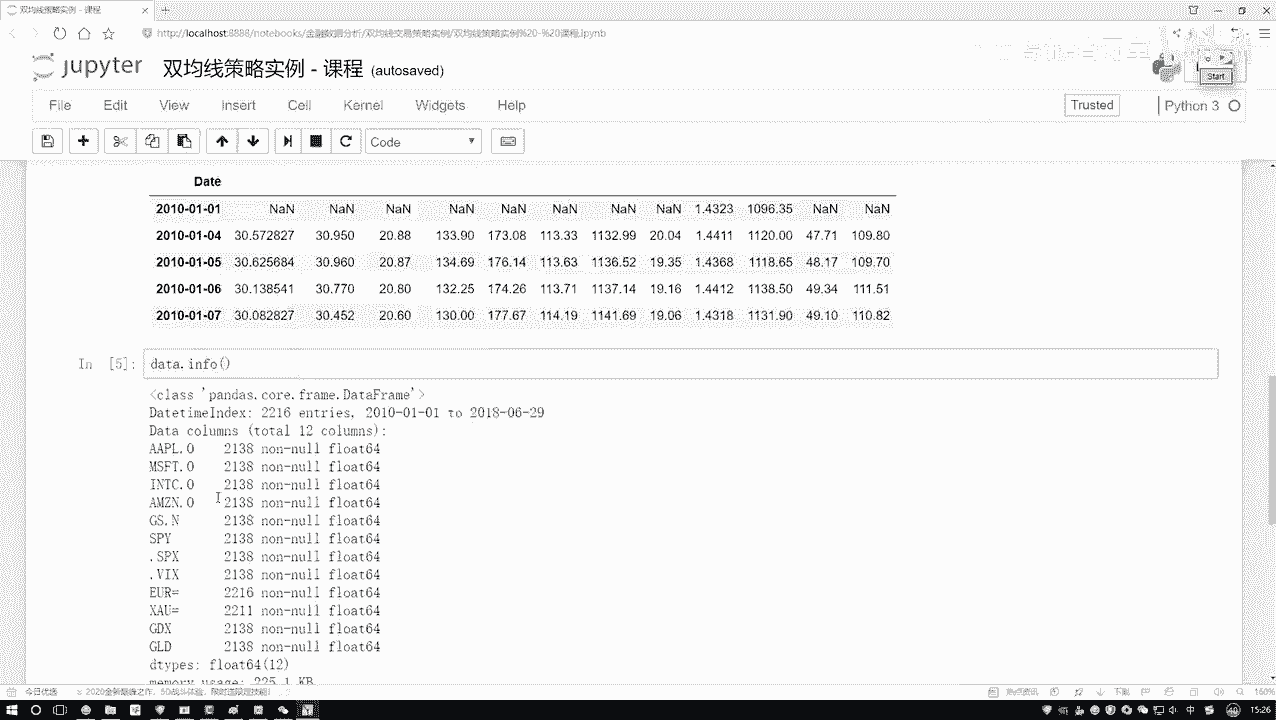 双均线策略实例 - 课程
http://localhost:8888/notebooks/金融数据分析/双均线交易策略实例/双均线策略实例%20-%20课程.ipynb
jupyter 双均线策略实例 - 课程 (autosaved)
Start
File Edit View Insert Cell Kernel Widgets Help
Trusted Python 3
Code
Date
2010-01-01 NaN NaN NaN NaN NaN NaN NaN NaN 1.4323 1096.35 NaN NaN
2010-01-04 30.572827 30.950 20.88 133.90 173.08 113.33 1132.99 20.04 1.4411 1120.00 47.71 109.80
2010-01-05 30.625684 30.960 20.87 134.69 176.14 113.63 1136.52 19.35 1.4368 1118.65 48.17 109.70
2010-01-06 30.138541 30.770 20.80 132.25 174.26 113.71 1137.14 19.16 1.4412 1138.50 49.34 111.51
2010-01-07 30.082827 30.452 20.60 130.00 177.67 114.19 1141.69 19.06 1.4318 1131.90 49.10 110.82
In [5]: data.info()
<class 'pandas.core.frame.DataFrame'>
DatetimeIndex: 2216 entries, 2010-01-01 to 2018-06-29
Data columns (total 12 columns):
AAPL.O 2138 non-null float64
MSFT.O 2138 non-null float64
INTC.O 2138 non-null float64
AMZN.O 2138 non-null float64
GS.N 2138 non-null float64
SPY 2138 non-null float64
.SPX 2138 non-null float64
.VIX 2138 non-null float64
EUR= 2216 non-null float64
XAU= 2211 non-null float64
GDX 2138 non-null float64
GLD 2138 non-null float64
dtypes: float64(12)
memory usage: 225.1 KB
今日优选
热点资讯
下载
160%
中
15:26